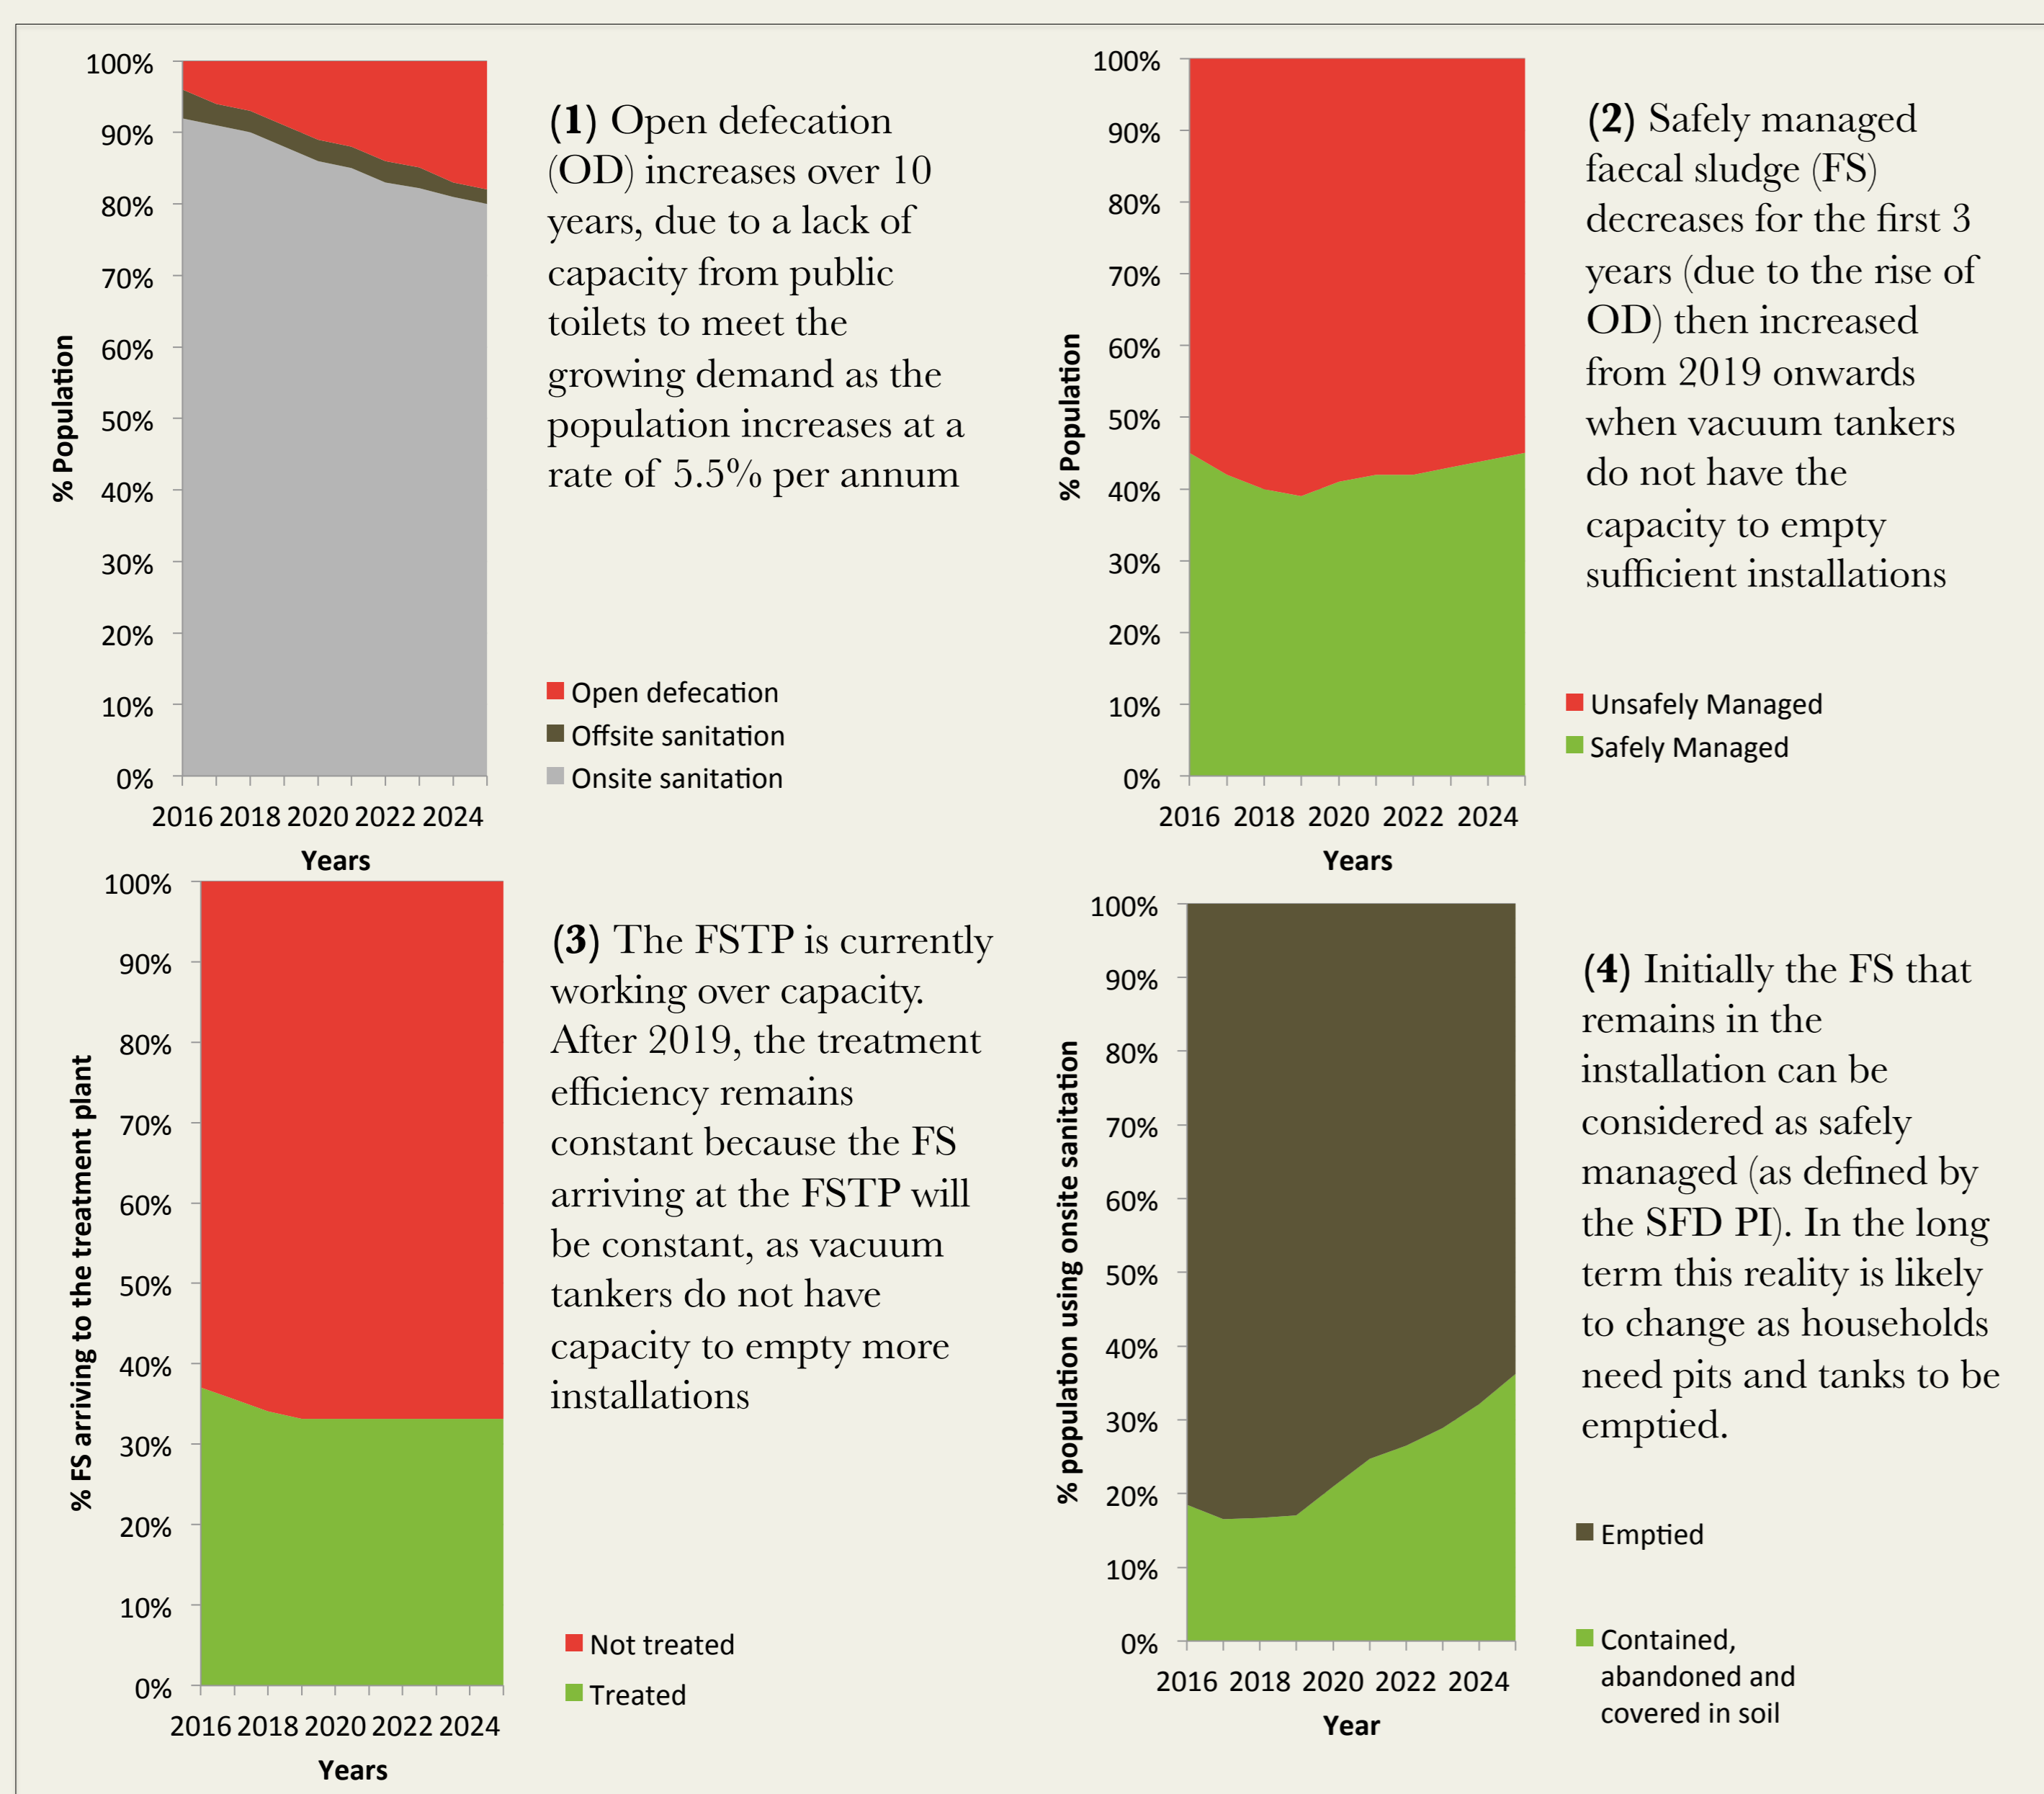 100%
90%
80%
70%
60%
50%
40%
30%
20%
10%
0%
% Population
2016 2018 2020 2022 2024
Years
(1) Open defecation
(OD) increases over 10
years, due to a lack of
capacity from public
toilets to meet the
growing demand as the
population increases at a
rate of 5.5% per annum
Open defecation
Offsite sanitation
Onsite sanitation
100%
90%
80%
70%
60%
50%
40%
30%
20%
10%
0%
% Population
2016 2018 2020 2022 2024
Years
(2) Safely managed
faecal sludge (FS)
decreases for the first 3
years (due to the rise of
OD) then increased
from 2019 onwards
when vacuum tankers
do not have the
capacity to empty
sufficient installations
Unsafely Managed
Safely Managed
100%
90%
80%
70%
60%
50%
40%
30%
20%
10%
0%
% FS arriving to the treatment plant
2016 2018 2020 2022 2024
Years
(3) The FSTP is currently
working over capacity.
After 2019, the treatment
efficiency remains
constant because the FS
arriving at the FSTP will
be constant, as vacuum
tankers do not have
capacity to empty more
installations
Not treated
Treated
100%
90%
80%
70%
60%
50%
40%
30%
20%
10%
0%
% population using onsite sanitation
2016 2018 2020 2022 2024
Year
(4) Initially the FS that
remains in the
installation can be
considered as safely
managed (as defined by
the SFD PI). In the long
term this reality is likely
to change as households
need pits and tanks to be
emptied.
Emptied
Contained,
abandoned and
covered in soil